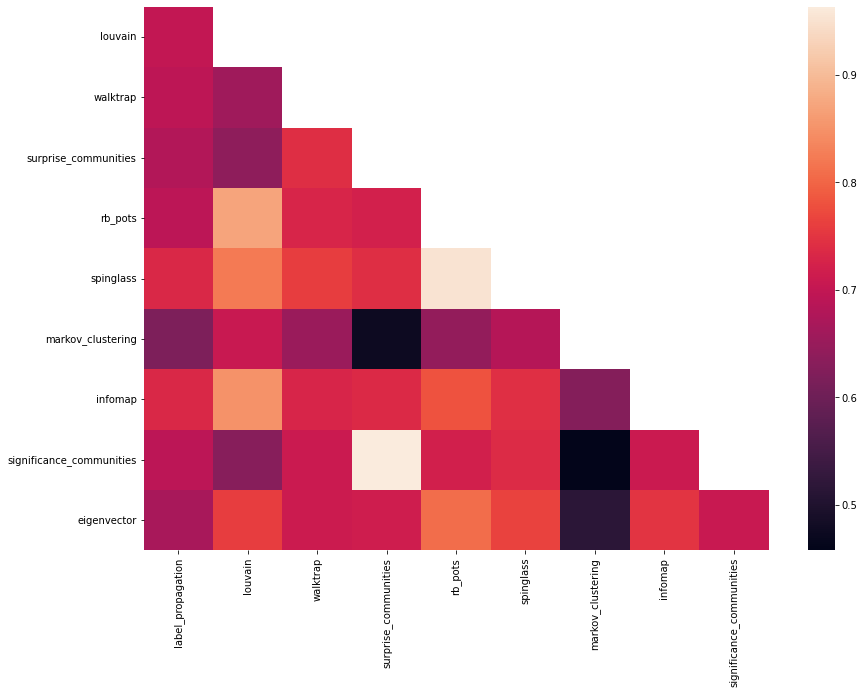 louvain
walktrap
surprise_communities
rb_pots
spinglass
markov_clustering
infomap
significance_communities
eigenvector
label_propagation
louvain
walktrap
surprise_communities
rb_pots
spinglass
markov_clustering
infomap
significance_communities
0.9
0.8
0.7
0.6
0.5